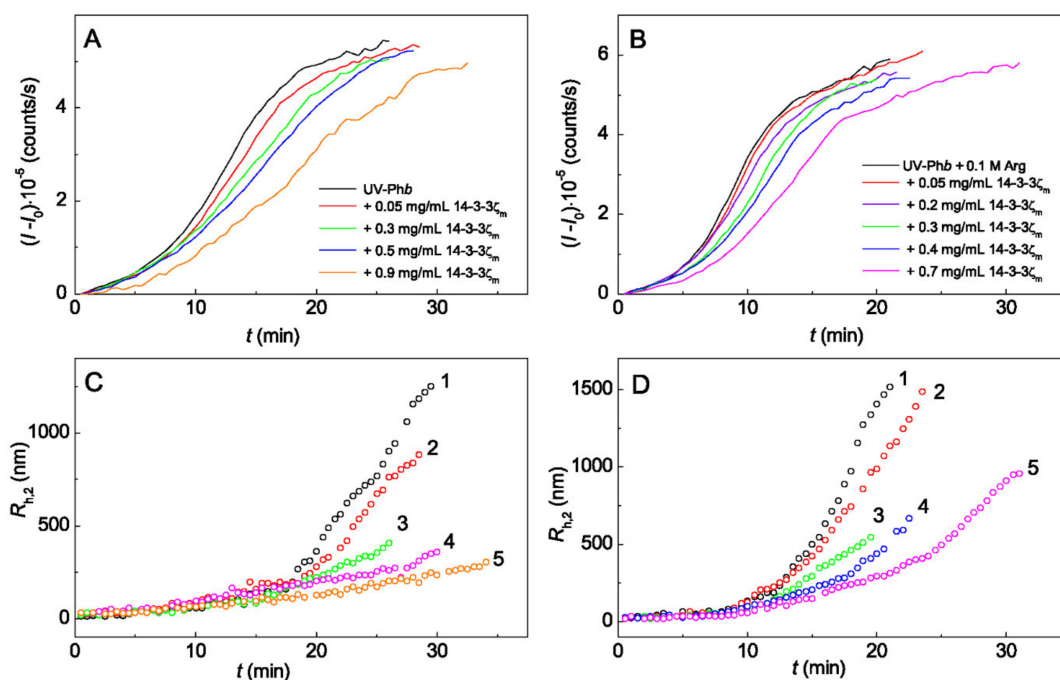 A
(I -I₀)·10⁻⁵ (counts/s)
4
2
0
UV-Phb
+ 0.05 mg/mL 14-3-3ζₘ
+ 0.3 mg/mL 14-3-3ζₘ
+ 0.5 mg/mL 14-3-3ζₘ
+ 0.9 mg/mL 14-3-3ζₘ
0 10 20 30
t (min)
B
(I -I₀)·10⁻⁵ (counts/s)
6
4
2
0
UV-Phb + 0.1 M Arg
+ 0.05 mg/mL 14-3-3ζₘ
+ 0.2 mg/mL 14-3-3ζₘ
+ 0.3 mg/mL 14-3-3ζₘ
+ 0.4 mg/mL 14-3-3ζₘ
+ 0.7 mg/mL 14-3-3ζₘ
0 10 20 30
t (min)
C
R h,2 (nm)
1000
500
0
1
2
3
4
5
0 10 20 30
t (min)
D
R h,2 (nm)
1500
1000
500
0
1
2
3
4
5
0 10 20 30
t (min)